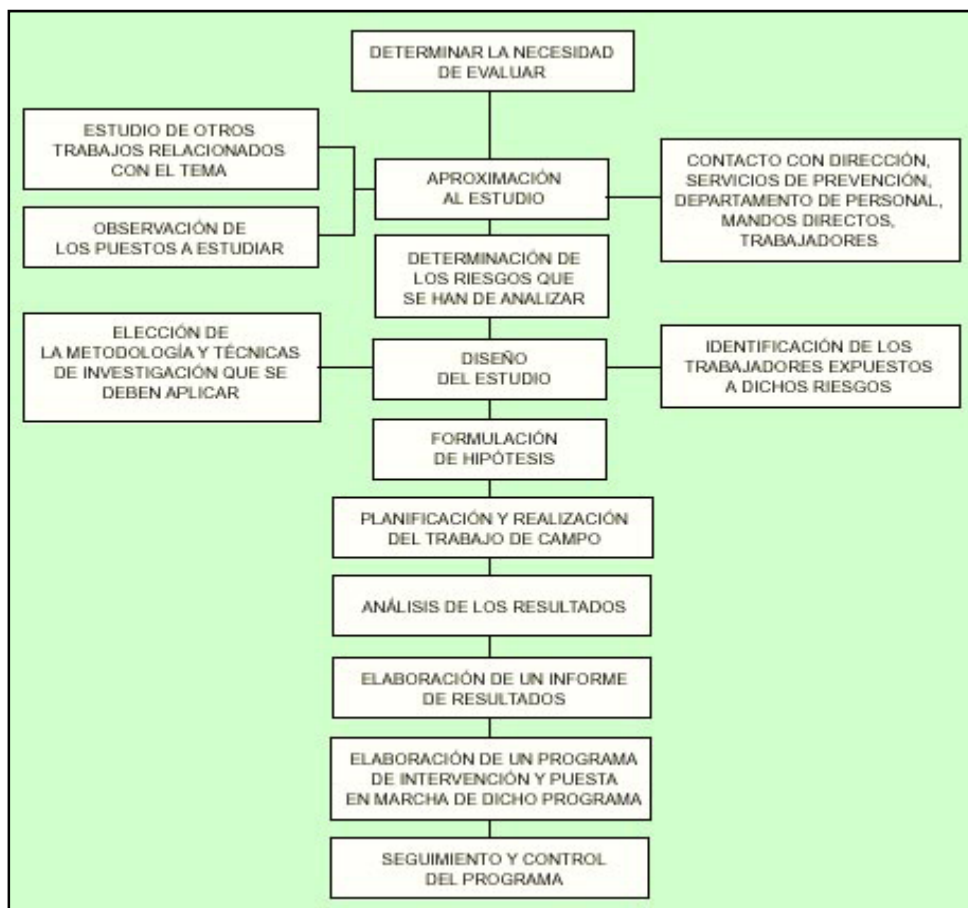 DETERMINAR LA NECESIDAD
DE EVALUAR
ESTUDIO DE OTROS
TRABAJOS RELACIONADOS
CON EL TEMA
OBSERVACIÓN DE
LOS PUESTOS A ESTUDIAR
APROXIMACIÓN
AL ESTUDIO
CONTACTO CON DIRECCIÓN,
SERVICIOS DE PREVENCIÓN,
DEPARTAMENTO DE PERSONAL,
MANDOS DIRECTOS,
TRABAJADORES
DETERMINACIÓN DE
LOS RIESGOS QUE
SE HAN DE ANALIZAR
ELECCIÓN DE
LA METODOLOGÍA Y TÉCNICAS
DE INVESTIGACIÓN QUE SE
DEBEN APLICAR
DISEÑO
DEL ESTUDIO
IDENTIFICACIÓN DE LOS
TRABAJADORES EXPUESTOS
A DICHOS RIESGOS
FORMULACIÓN
DE HIPÓTESIS
PLANIFICACIÓN Y REALIZACIÓN
DEL TRABAJO DE CAMPO
ANÁLISIS DE LOS RESULTADOS
ELABORACIÓN DE UN INFORME
DE RESULTADOS
ELABORACIÓN DE UN PROGRAMA
DE INTERVENCIÓN Y PUESTA
EN MARCHA DE DICHO PROGRAMA
SEGUIMIENTO Y CONTROL
DEL PROGRAMA